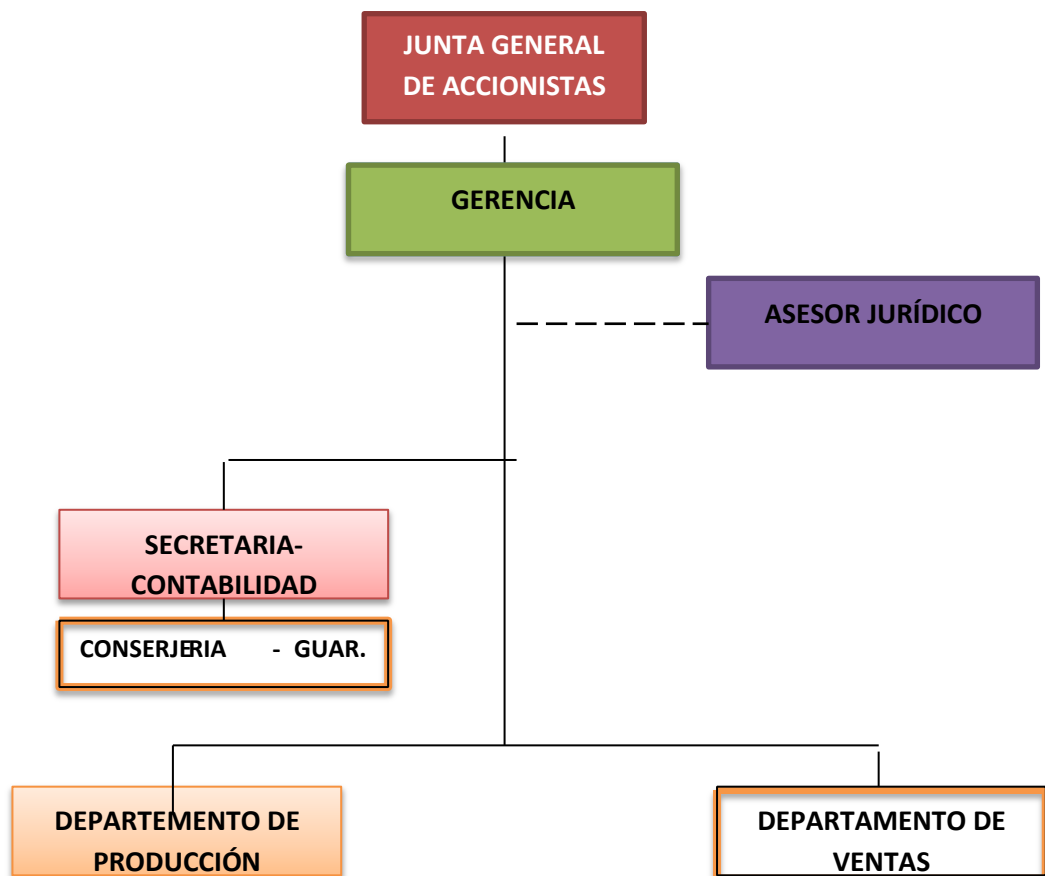 JUNTA GENERAL
DE ACCIONISTAS
GERENCIA
ASESOR JURÍDICO
SECRETARIA-
CONTABILIDAD
CONSERJERIA - GUAR.
DEPARTEMENTO DE
PRODUCCIÓN
DEPARTAMENTO DE
VENTAS